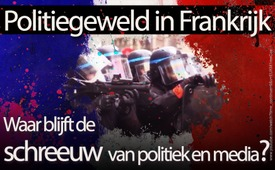 Politiegeweld in Frankrijk
Waar blijft de
schreeuw van politiek en media?